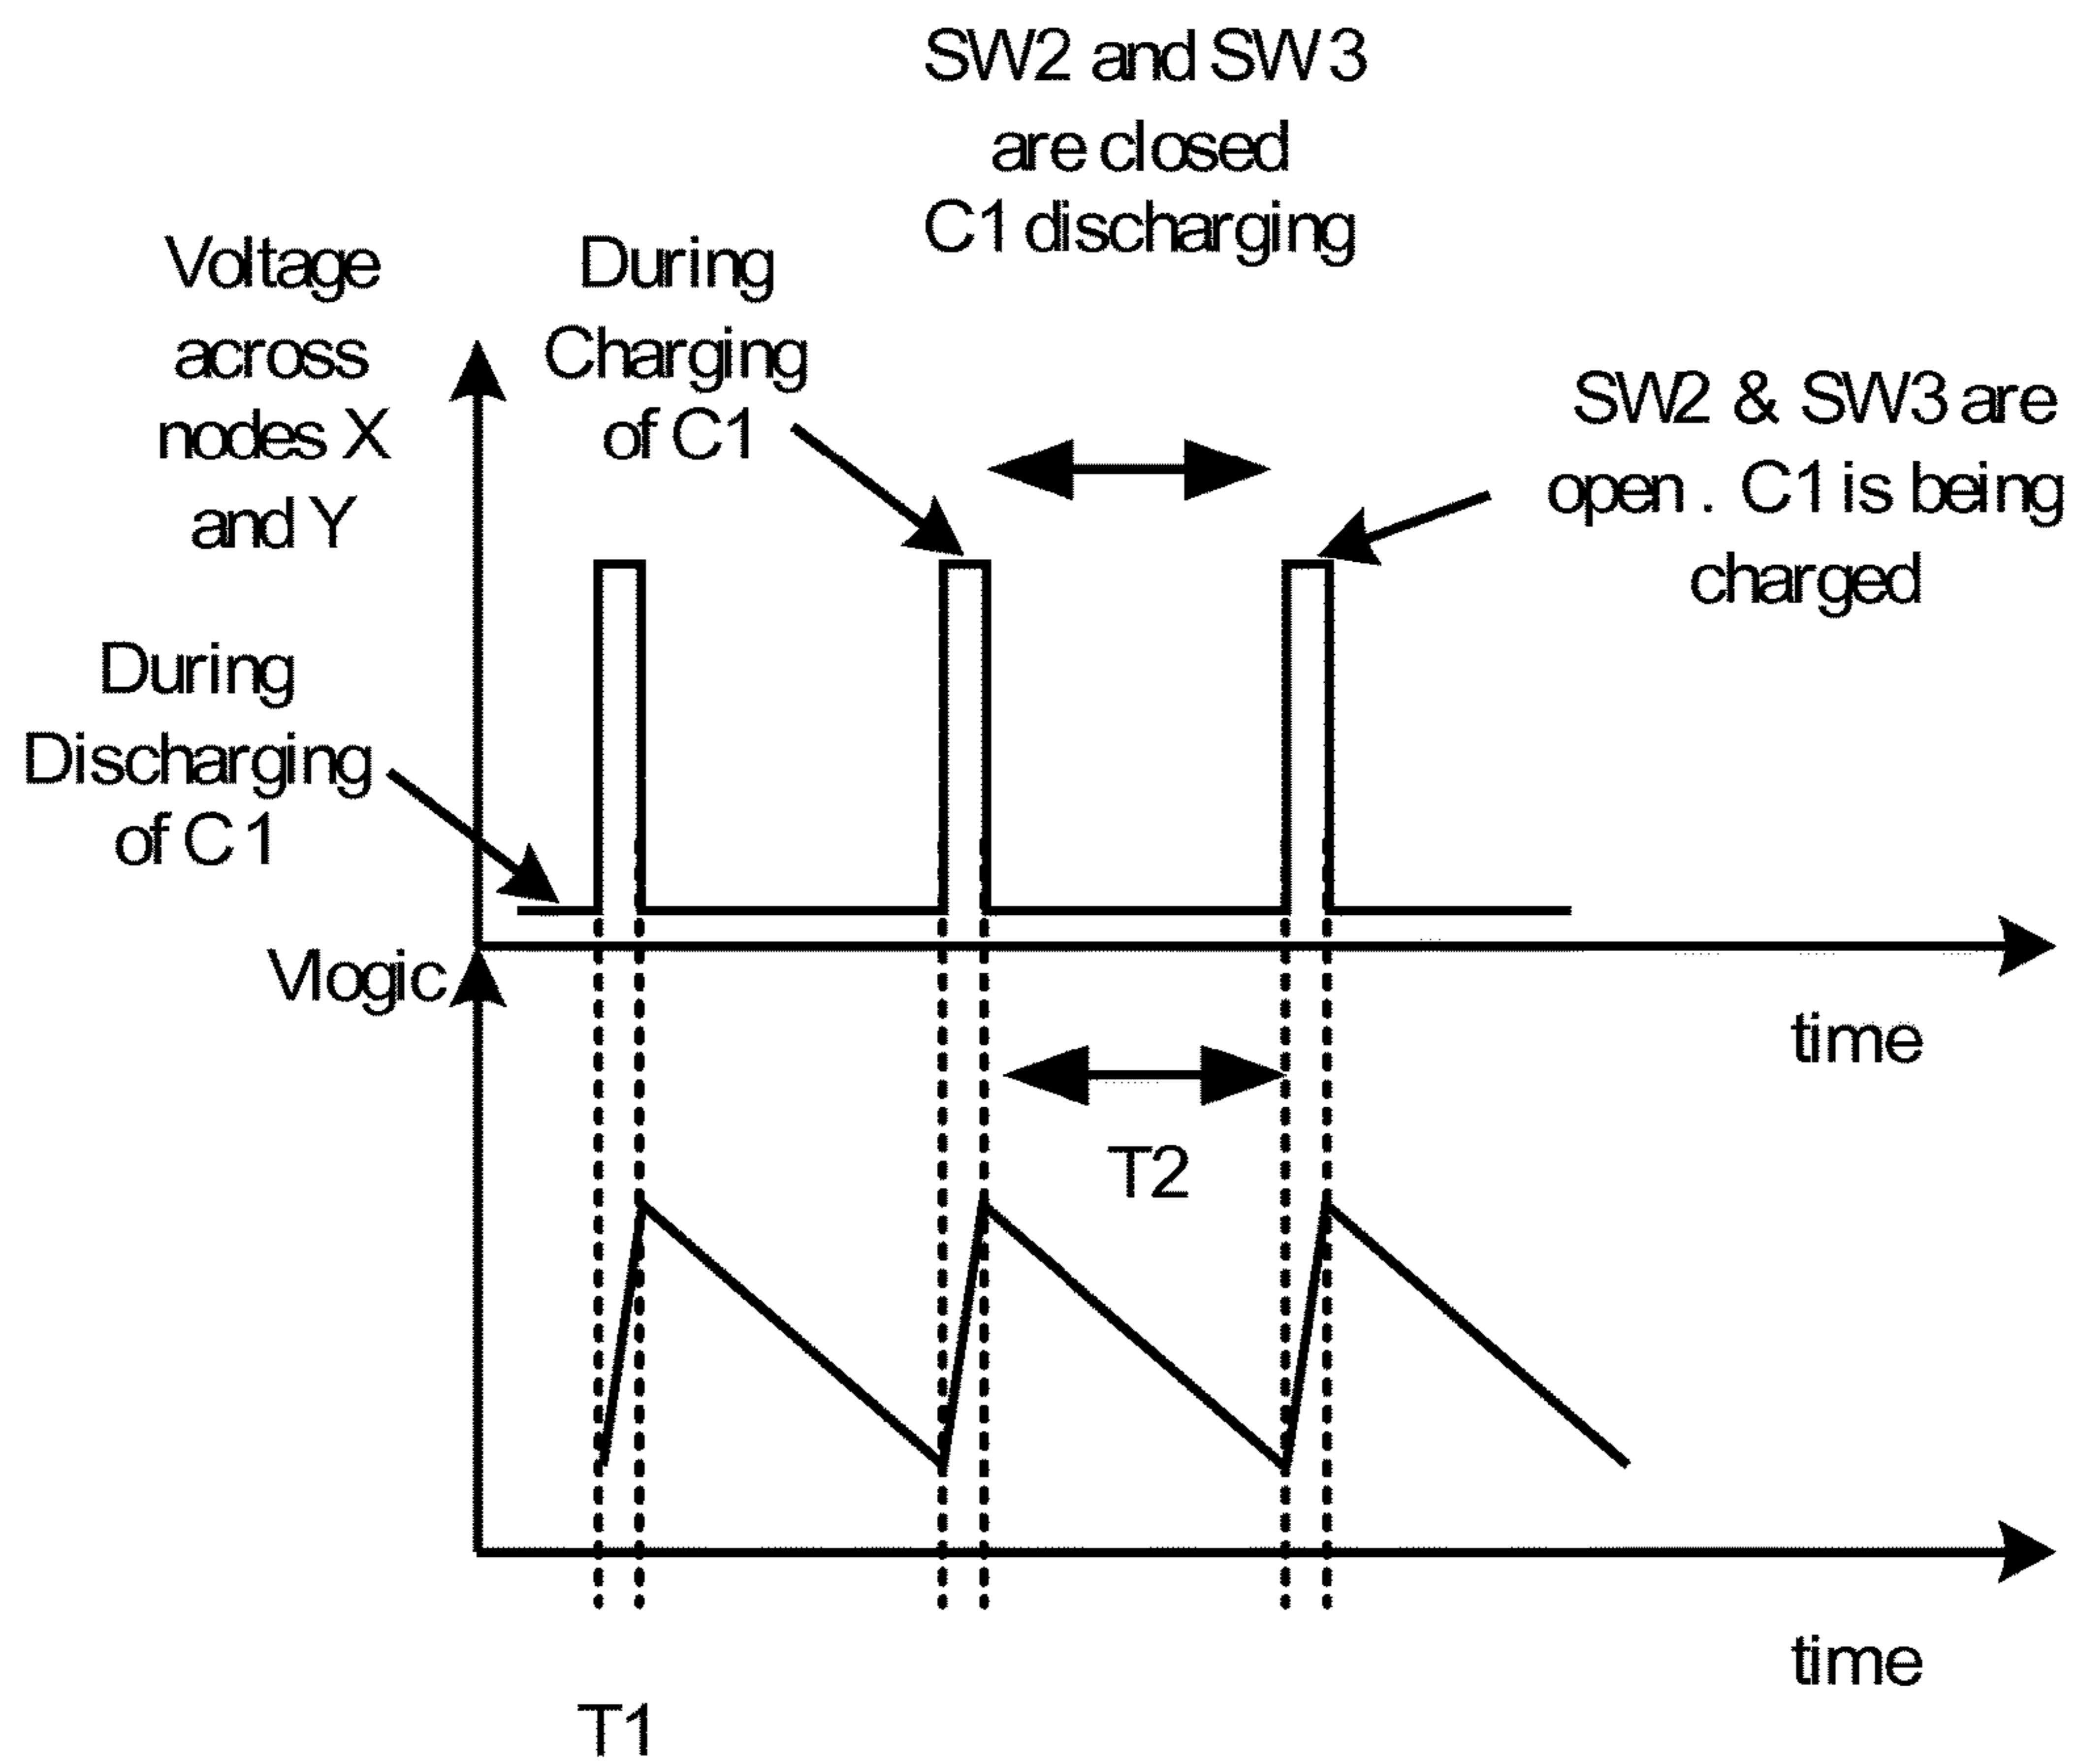 SW2 and SW3
are closed
C1 discharging
Voltage
across
nodes X
and Y
During
Charging
of C1
SW2 & SW3 are
open . C1 is being
charged
During
Discharging
of C1
Vlogic
time
T2
time
T1